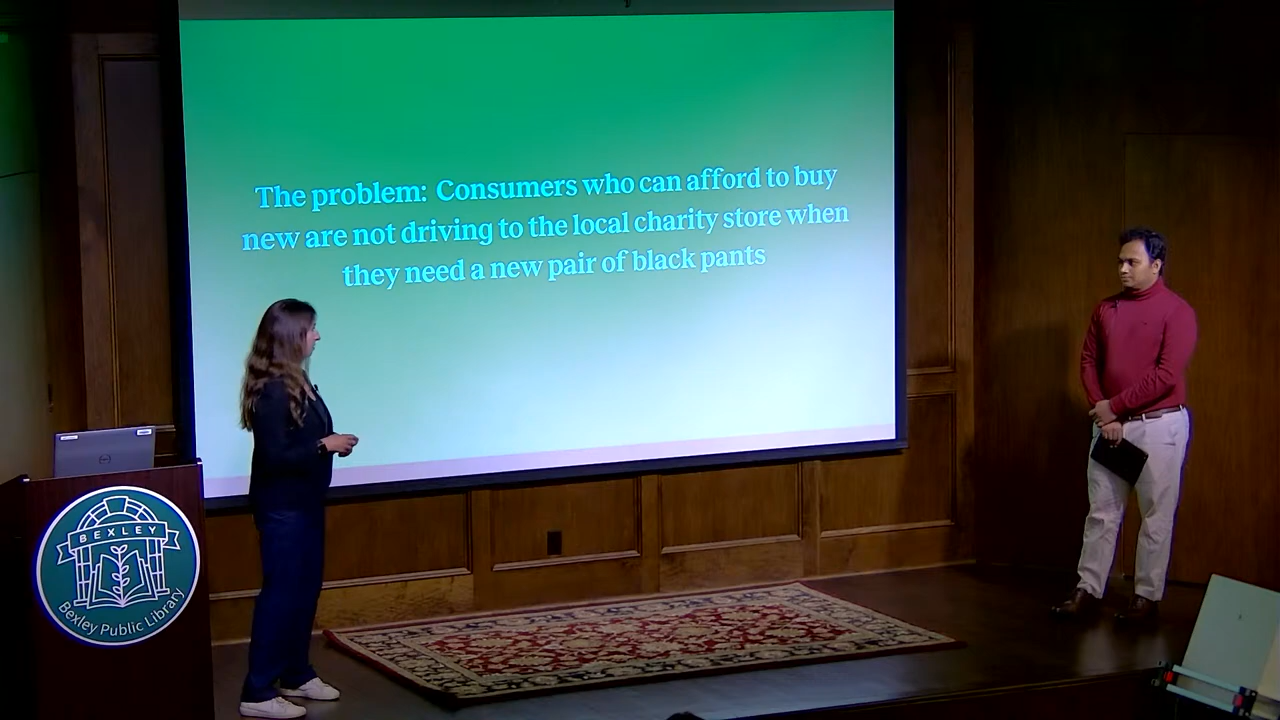 The problem: Consumers who can afford to buy
new are not driving to the local charity store when
they need a new pair of black pants
BEXLEY
Bexley Public Library